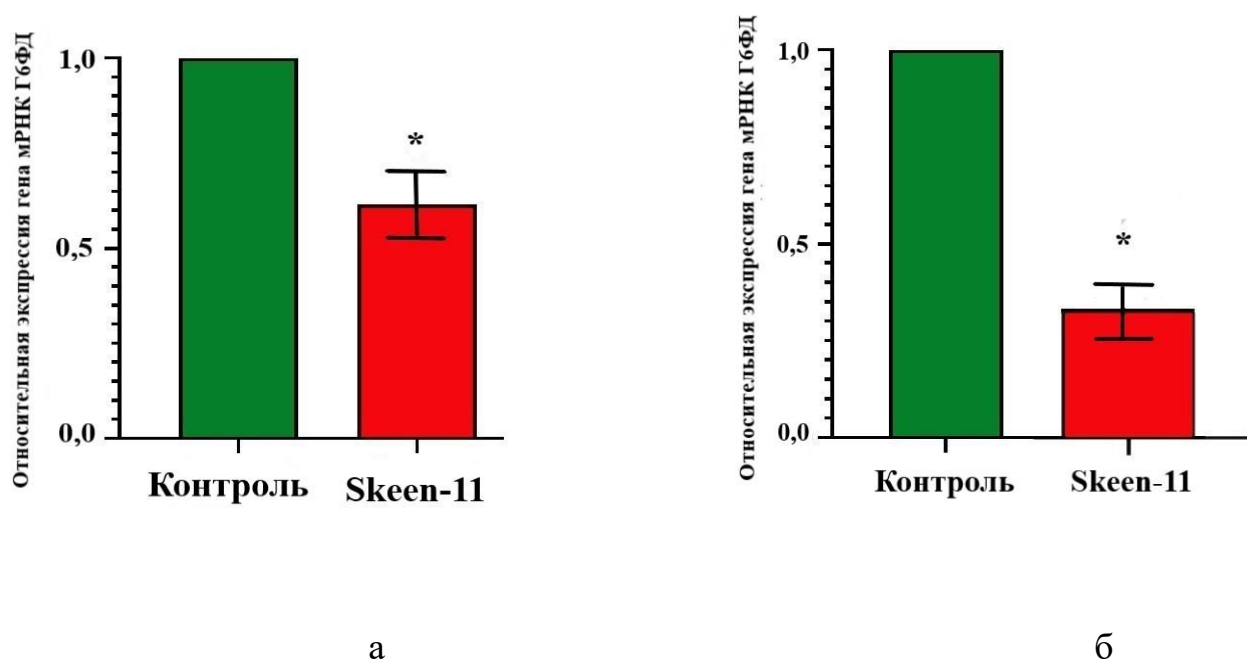 Относительная экспрессия гена мРНК Г6ФД
1,0
0,5
0,0
*
Контроль
Skeen-11
а
Относительная экспрессия гена мРНК Г6ФД
1,0
0,5
0,0
*
Контроль
Skeen-11
б